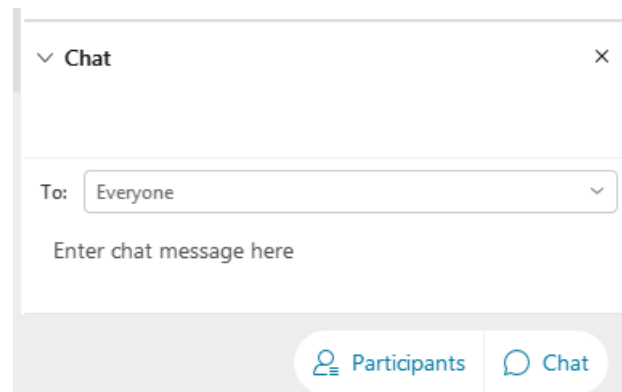 Chat
To: Everyone
Enter chat message here
Participants Chat